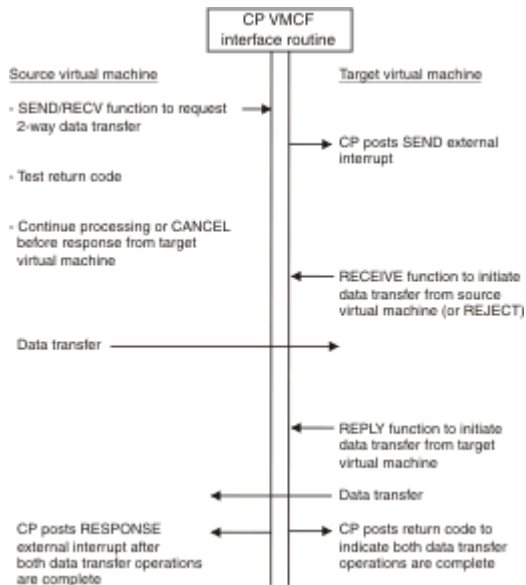 CP VMCF
interface routine
Source virtual machine
Target virtual machine
- SEND/RECV function to request
2-way data transfer
CP posts SEND external
interrupt
- Test return code
- Continue processing or CANCEL
before response from target
virtual machine
RECEIVE function to initiate
data transfer from source
virtual machine (or REJECT)
Data transfer
REPLY function to initiate
data transfer from target
virtual machine
Data transfer
CP posts RESPONSE
external interrupt after
both data transfer operations
are complete
CP posts return code to
indicate both data transfer
operations are complete